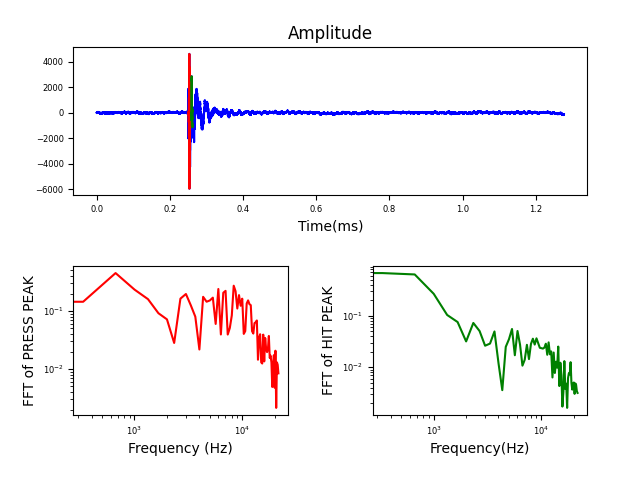 Amplitude
4000
2000
0
−2000
−4000
−6000
0.0 0.2 0.4 0.6 0.8 1.0 1.2
Time(ms)
FFT of PRESS PEAK
10⁻¹
10⁻²
10³ 10⁴
Frequency (Hz)
FFT of HIT PEAK
10⁻¹
10⁻²
10³ 10⁴
Frequency(Hz)